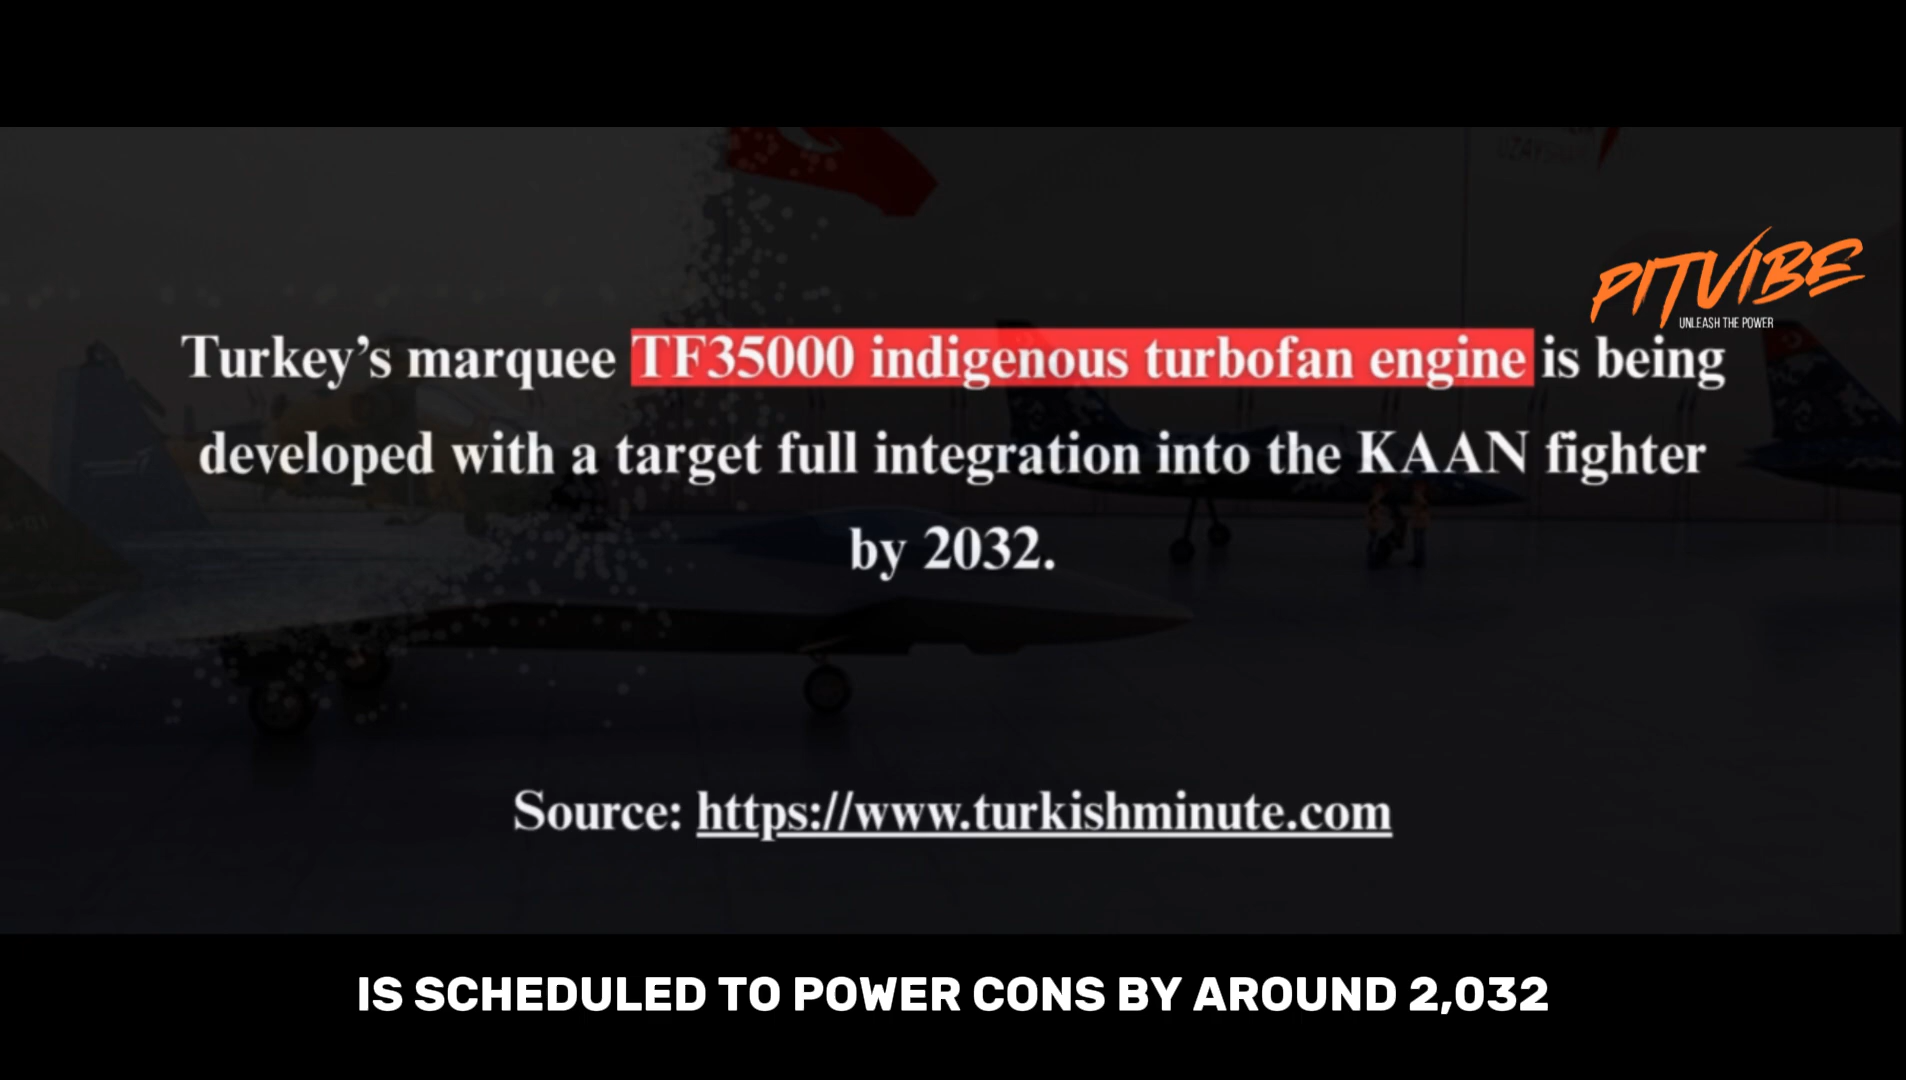 PITVIBE
UNLEASH THE POWER
Turkey’s marquee TF35000 indigenous turbofan engine is being
developed with a target full integration into the KAAN fighter
by 2032.
Source: https://www.turkishminute.com
IS SCHEDULED TO POWER CONS BY AROUND 2,032